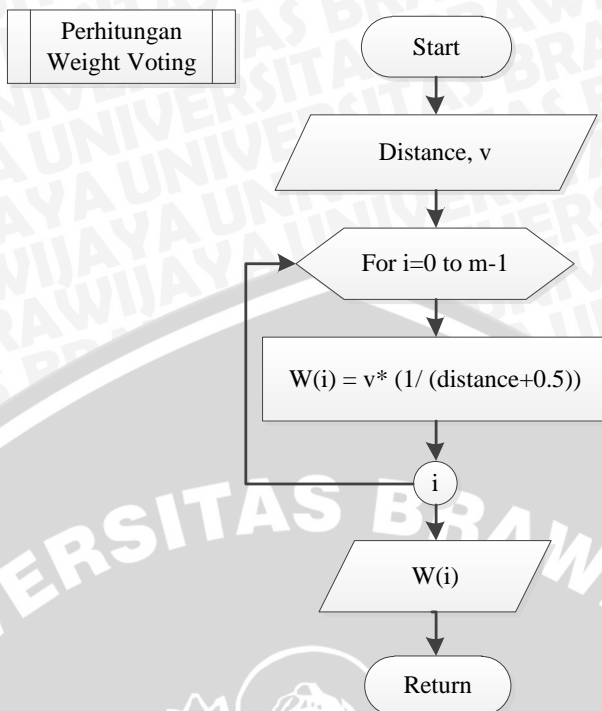 Perhitungan
Weight Voting
Start
Distance, v
For i=0 to m-1
W(i) = v* (1/ (distance+0.5))
i
W(i)
Return